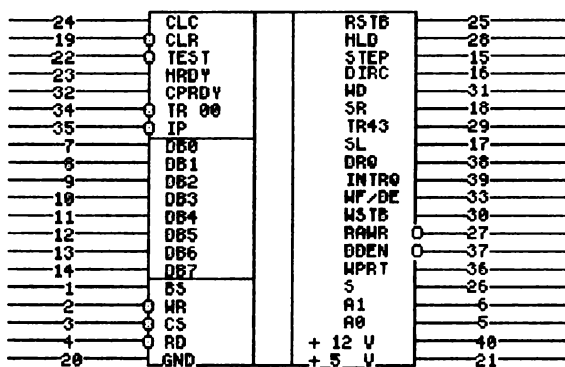 24 CLC RSTB 25
19 CLR HLD 28
22 TEST STEP 15
23 HRDY DIRC 16
32 CPRDY WD 31
34 TR 00 SR 18
35 IP TR43 29
7 DB0 SL 17
8 DB1 DRQ 38
9 DB2 INTRQ 39
10 DB3 WF/DE 33
11 DB4 WSTB 30
12 DB5 RAWR 27
13 DB6 DDEN 37
14 DB7 WPRT 36
1 BS S 26
2 WR A1 6
3 CS A0 5
4 RD + 12 V 40
20 GND + 5 V 21